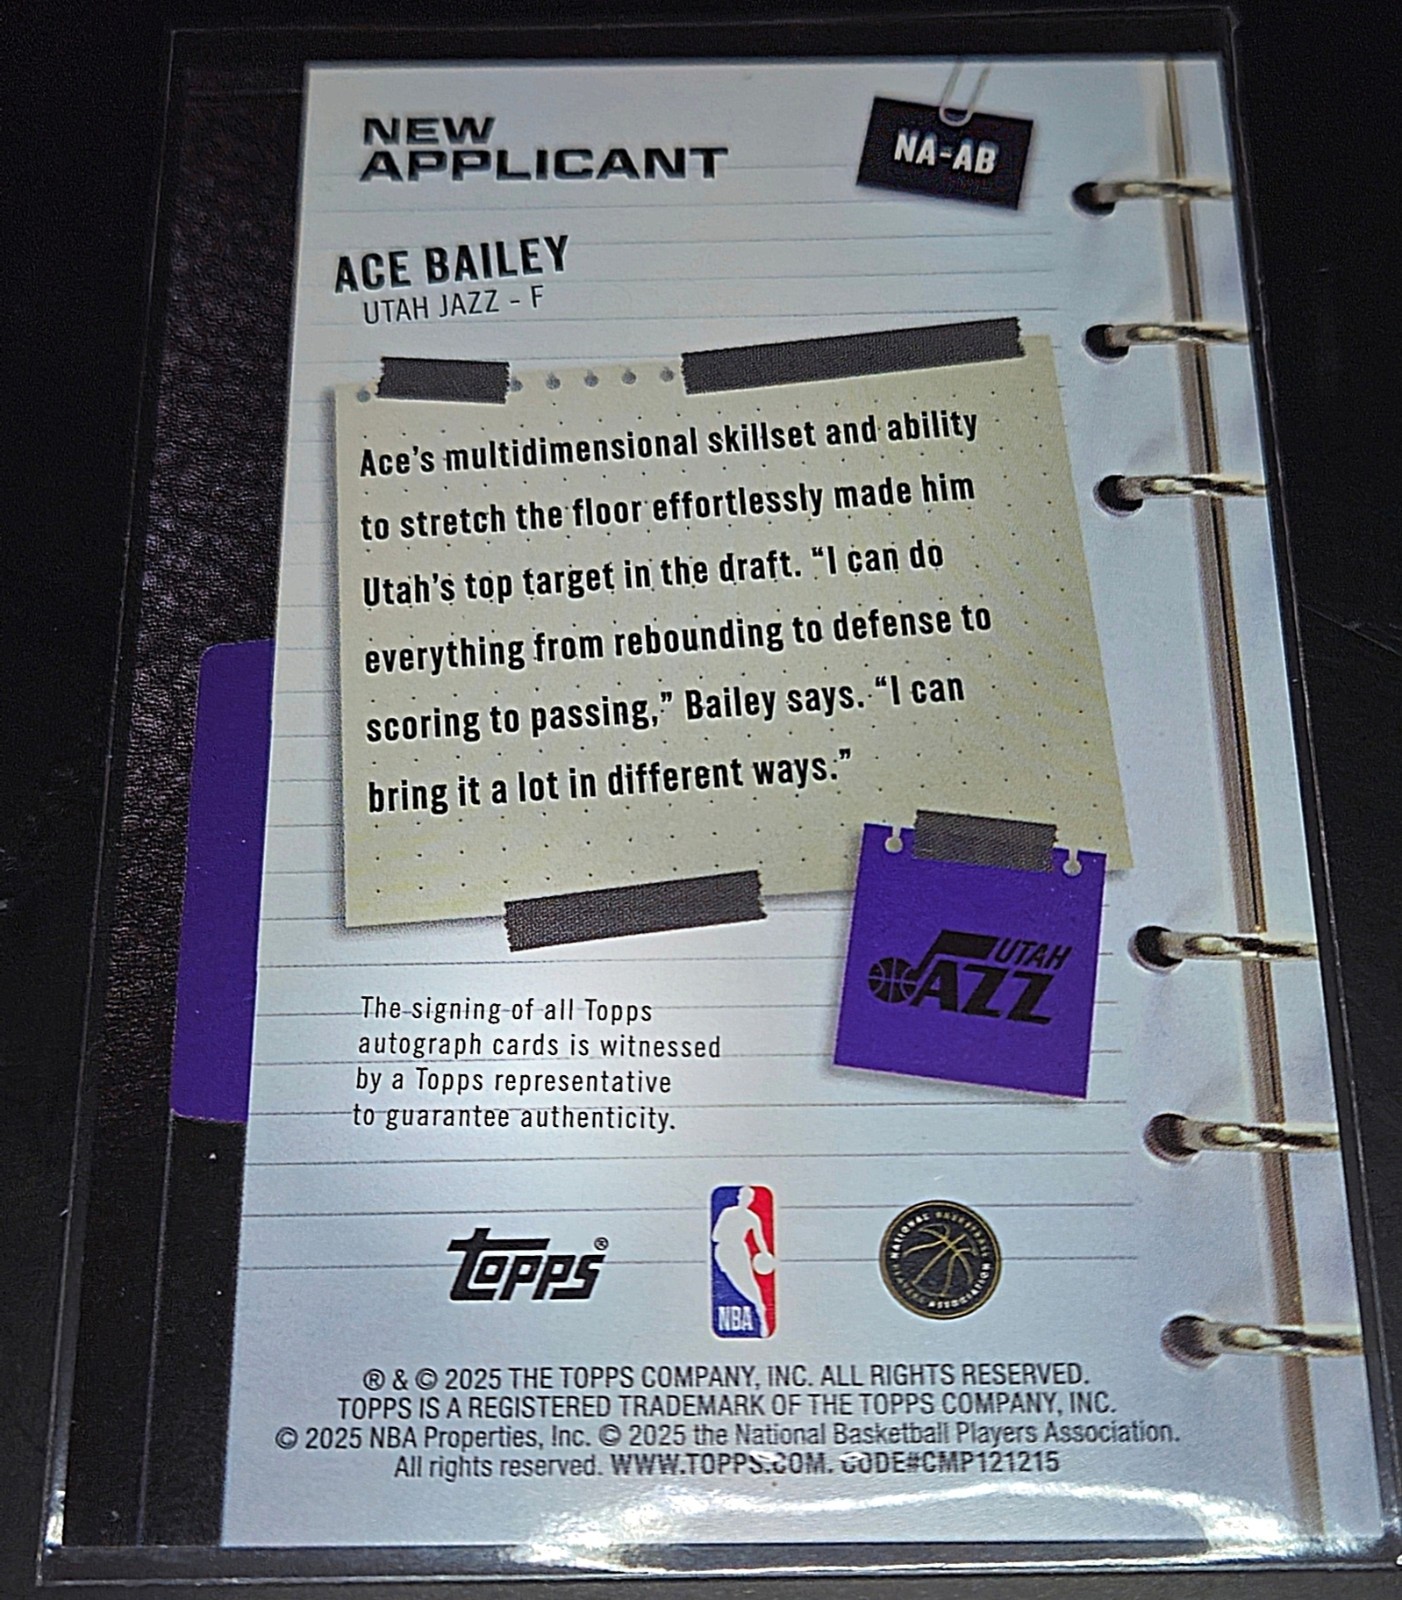 NEW
APPLICANT
NA-AB
ACE BAILEY
UTAH JAZZ - F
Ace's multidimensional skillset and ability
to stretch the floor effortlessly made him
Utah's top target in the draft. “I can do
everything from rebounding to defense to
scoring to passing,” Bailey says. “I can
bring it a lot in different ways.”
UTAH
JAZZ
The signing of all Topps
autograph cards is witnessed
by a Topps representative
to guarantee authenticity.
Topps®
NBA
NATIONAL BASKETBALL
PLAYERS ASSOCIATION
® & © 2025 THE TOPPS COMPANY, INC. ALL RIGHTS RESERVED.
TOPPS IS A REGISTERED TRADEMARK OF THE TOPPS COMPANY, INC.
© 2025 NBA Properties, Inc. © 2025 the National Basketball Players Association.
All rights reserved. WWW.TOPPS.COM. CODE#CMP121215